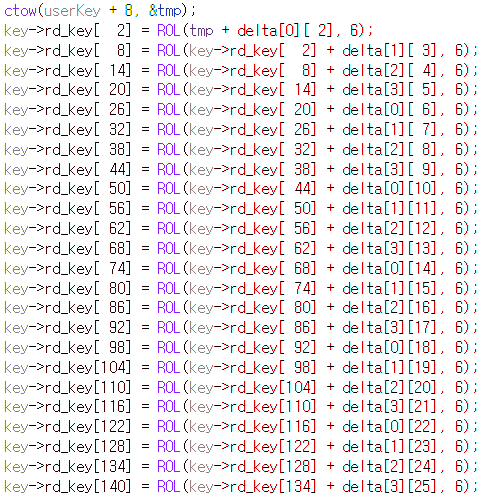 ctow(userKey + 8, &tmp);
key->rd_key[  2] = ROL(tmp + delta[0][ 2], 6);
key->rd_key[  8] = ROL(key->rd_key[  2] + delta[1][ 3], 6);
key->rd_key[ 14] = ROL(key->rd_key[  8] + delta[2][ 4], 6);
key->rd_key[ 20] = ROL(key->rd_key[ 14] + delta[3][ 5], 6);
key->rd_key[ 26] = ROL(key->rd_key[ 20] + delta[0][ 6], 6);
key->rd_key[ 32] = ROL(key->rd_key[ 26] + delta[1][ 7], 6);
key->rd_key[ 38] = ROL(key->rd_key[ 32] + delta[2][ 8], 6);
key->rd_key[ 44] = ROL(key->rd_key[ 38] + delta[3][ 9], 6);
key->rd_key[ 50] = ROL(key->rd_key[ 44] + delta[0][10], 6);
key->rd_key[ 56] = ROL(key->rd_key[ 50] + delta[1][11], 6);
key->rd_key[ 62] = ROL(key->rd_key[ 56] + delta[2][12], 6);
key->rd_key[ 68] = ROL(key->rd_key[ 62] + delta[3][13], 6);
key->rd_key[ 74] = ROL(key->rd_key[ 68] + delta[0][14], 6);
key->rd_key[ 80] = ROL(key->rd_key[ 74] + delta[1][15], 6);
key->rd_key[ 86] = ROL(key->rd_key[ 80] + delta[2][16], 6);
key->rd_key[ 92] = ROL(key->rd_key[ 86] + delta[3][17], 6);
key->rd_key[ 98] = ROL(key->rd_key[ 92] + delta[0][18], 6);
key->rd_key[104] = ROL(key->rd_key[ 98] + delta[1][19], 6);
key->rd_key[110] = ROL(key->rd_key[104] + delta[2][20], 6);
key->rd_key[116] = ROL(key->rd_key[110] + delta[3][21], 6);
key->rd_key[122] = ROL(key->rd_key[116] + delta[0][22], 6);
key->rd_key[128] = ROL(key->rd_key[122] + delta[1][23], 6);
key->rd_key[134] = ROL(key->rd_key[128] + delta[2][24], 6);
key->rd_key[140] = ROL(key->rd_key[134] + delta[3][25], 6);